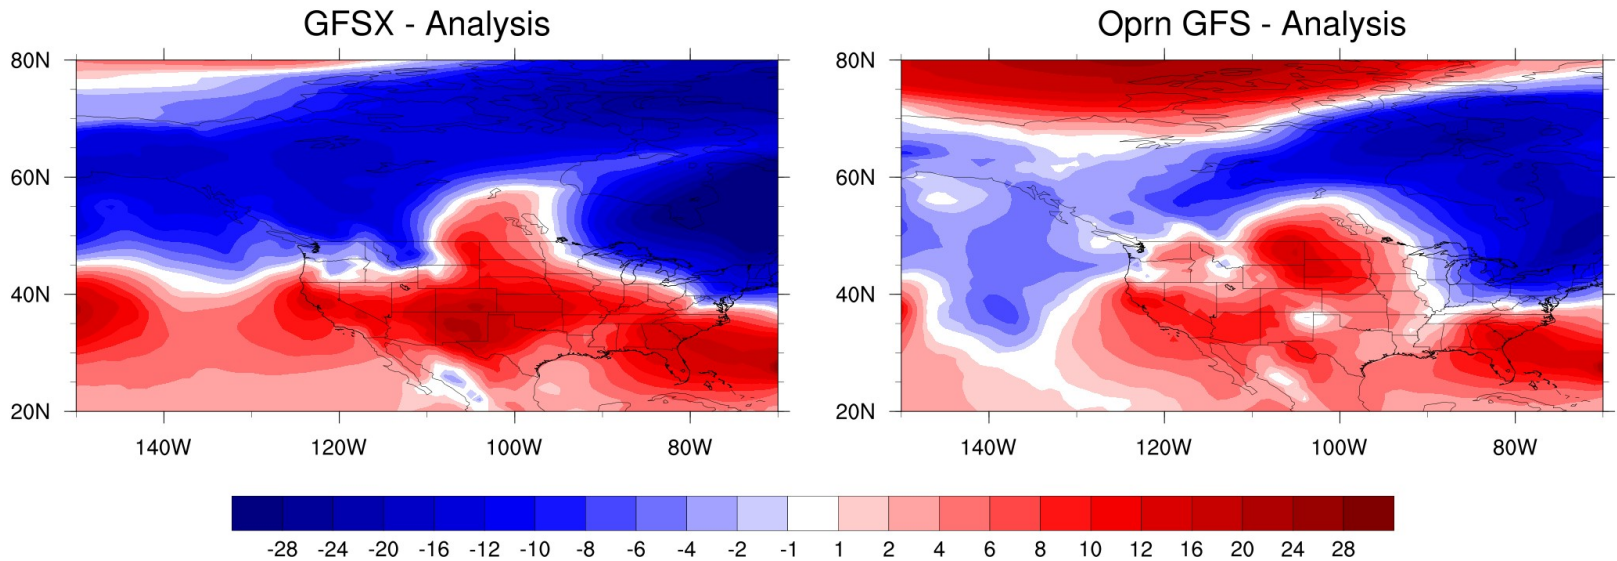 GFSX - Analysis
80N
60N
40N
20N
140W 120W 100W 80W
Oprn GFS - Analysis
80N
60N
40N
20N
140W 120W 100W 80W
-28 -24 -20 -16 -12 -10 -8 -6 -4 -2 -1 1 2 4 6 8 10 12 16 20 24 28